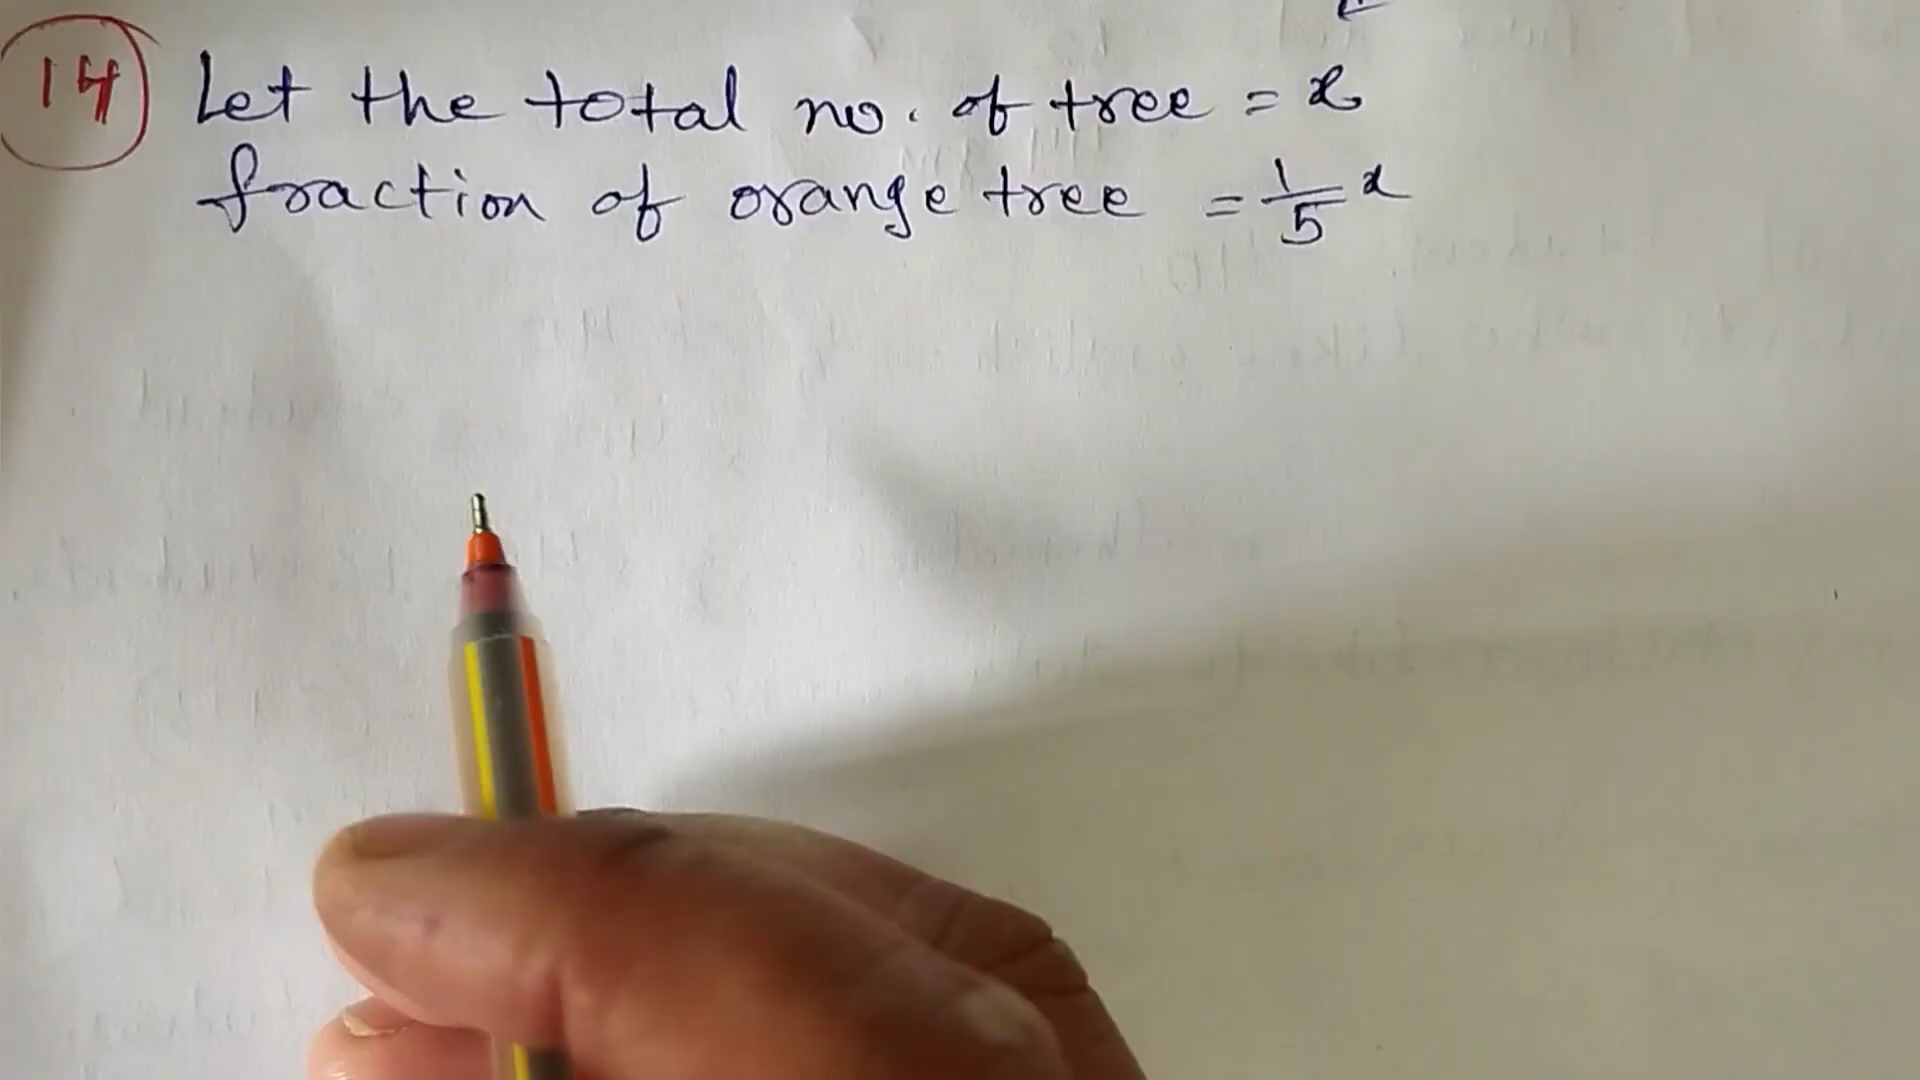 14 Let the total no. of tree = x
fraction of orange tree = 1/5 x